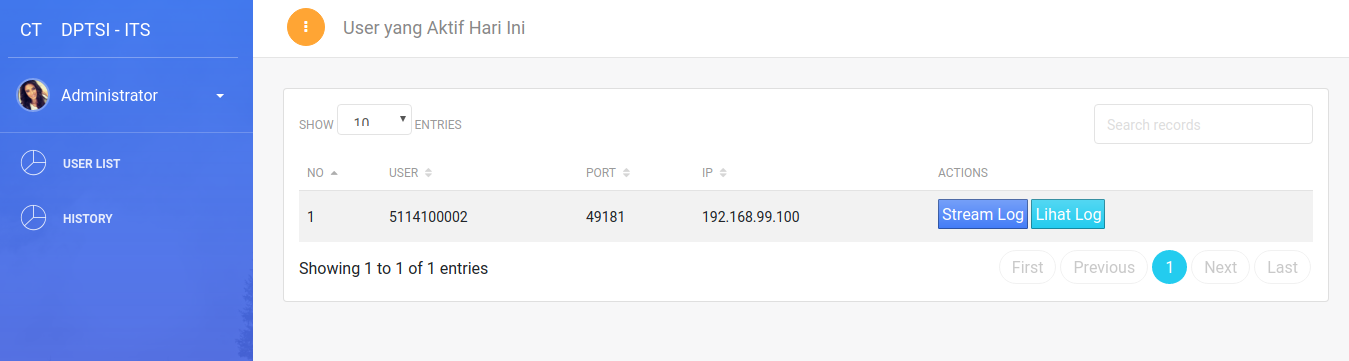 CT DPTSI - ITS
Administrator
USER LIST
HISTORY
User yang Aktif Hari Ini
SHOW 10 ENTRIES
Search records
NO USER PORT IP ACTIONS
1 5114100002 49181 192.168.99.100 Stream Log Lihat Log
Showing 1 to 1 of 1 entries
First Previous 1 Next Last